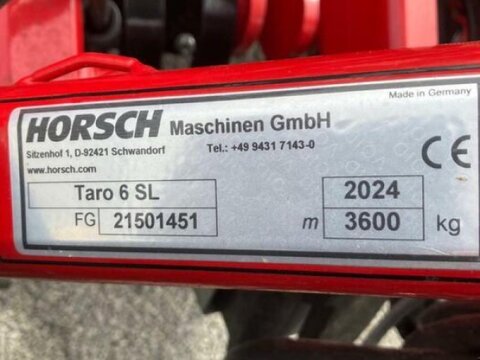 Made in Germany
HORSCH Maschinen GmbH
Sitzenhof 1, D-92421 Schwandorf Tel.: +49 9431 7143-0
www.horsch.com
CE
Taro 6 SL 2024
FG 21501451 m 3600 kg